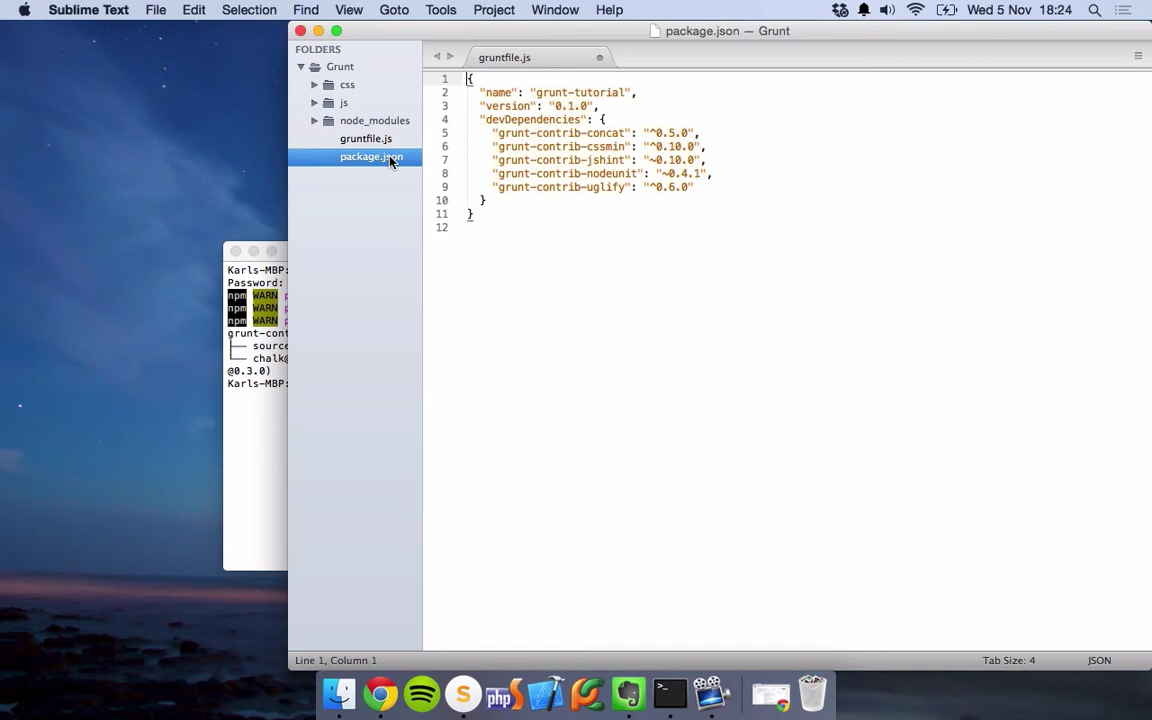 Sublime Text File Edit Selection Find View Goto Tools Project Window Help Wed 5 Nov 18:24
package.json — Grunt
FOLDERS
Grunt
css
js
node_modules
gruntfile.js
package.json
gruntfile.js
1 {
2 "name": "grunt-tutorial",
3 "version": "0.1.0",
4 "devDependencies": {
5 "grunt-contrib-concat": "^0.5.0",
6 "grunt-contrib-cssmin": "^0.10.0",
7 "grunt-contrib-jshint": "~0.10.0",
8 "grunt-contrib-nodeunit": "~0.4.1",
9 "grunt-contrib-uglify": "^0.6.0"
10 }
11 }
12
Karls-MBP:
Password:
npm WARN p
npm WARN p
npm WARN p
grunt-cont
source
chalk@
@0.3.0)
Karls-MBP:
Line 1, Column 1 Tab Size: 4 JSON
php